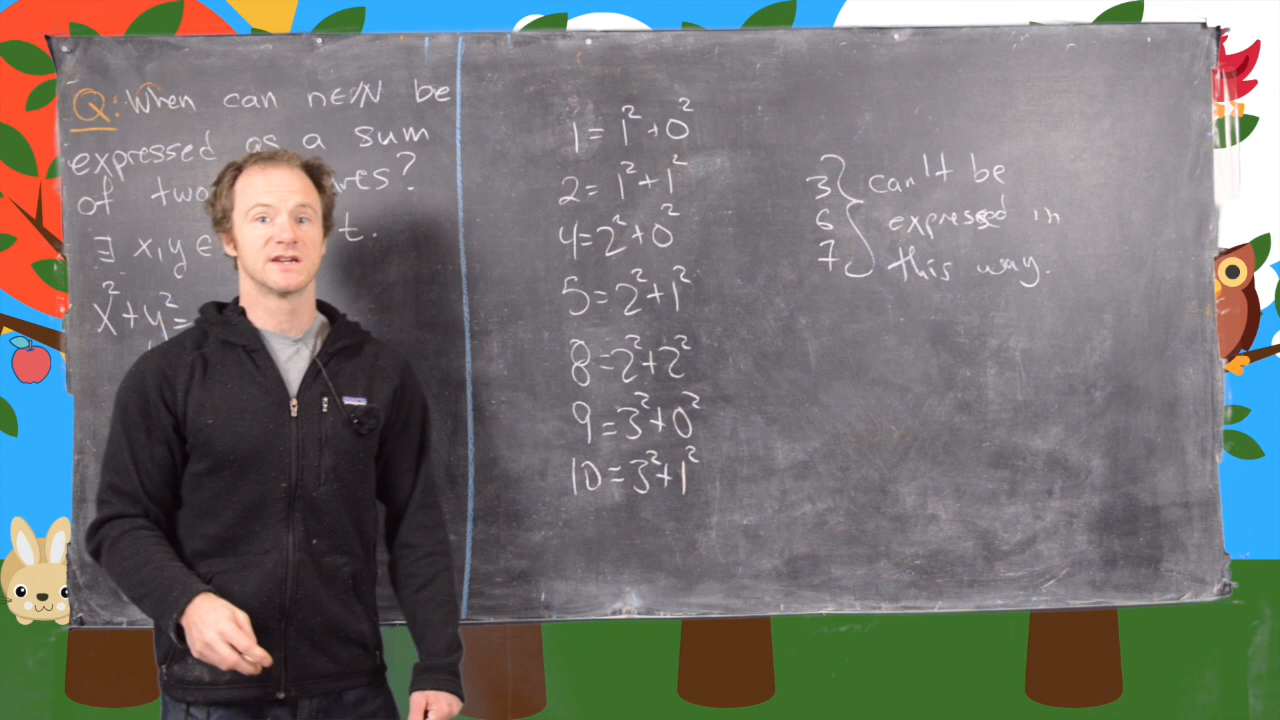 Q: When can n∈ℕ be
expressed as a sum
of two
∃ x,y ∈ t.
x²+y²=
1 = 1²+0²
2 = 1²+1²
4=2²+0²
5=2²+1²
8=2²+2²
9=3²+0²
10=3²+1²
3
6
7
can't be
expressed in
this way.